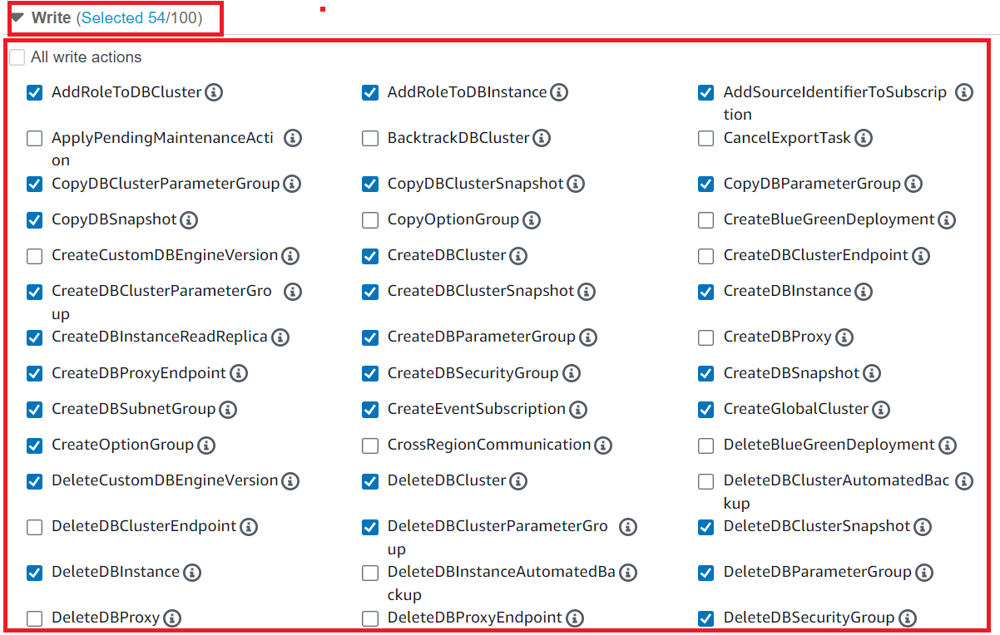 Write (Selected 54/100)
All write actions
AddRoleToDBCluster
AddRoleToDBInstance
AddSourceIdentifierToSubscrip
tion
ApplyPendingMaintenanceActi
on
BacktrackDBCluster
CancelExportTask
CopyDBClusterParameterGroup
CopyDBClusterSnapshot
CopyDBParameterGroup
CopyDBSnapshot
CopyOptionGroup
CreateBlueGreenDeployment
CreateCustomDBEngineVersion
CreateDBCluster
CreateDBClusterEndpoint
CreateDBClusterParameterGro
up
CreateDBClusterSnapshot
CreateDBInstance
CreateDBInstanceReadReplica
CreateDBParameterGroup
CreateDBProxy
CreateDBProxyEndpoint
CreateDBSecurityGroup
CreateDBSnapshot
CreateDBSubnetGroup
CreateEventSubscription
CreateGlobalCluster
CreateOptionGroup
CrossRegionCommunication
DeleteBlueGreenDeployment
DeleteCustomDBEngineVersion
DeleteDBCluster
DeleteDBClusterAutomatedBac
kup
DeleteDBClusterEndpoint
DeleteDBClusterParameterGro
up
DeleteDBClusterSnapshot
DeleteDBInstance
DeleteDBInstanceAutomatedBa
ckup
DeleteDBParameterGroup
DeleteDBProxy
DeleteDBProxyEndpoint
DeleteDBSecurityGroup